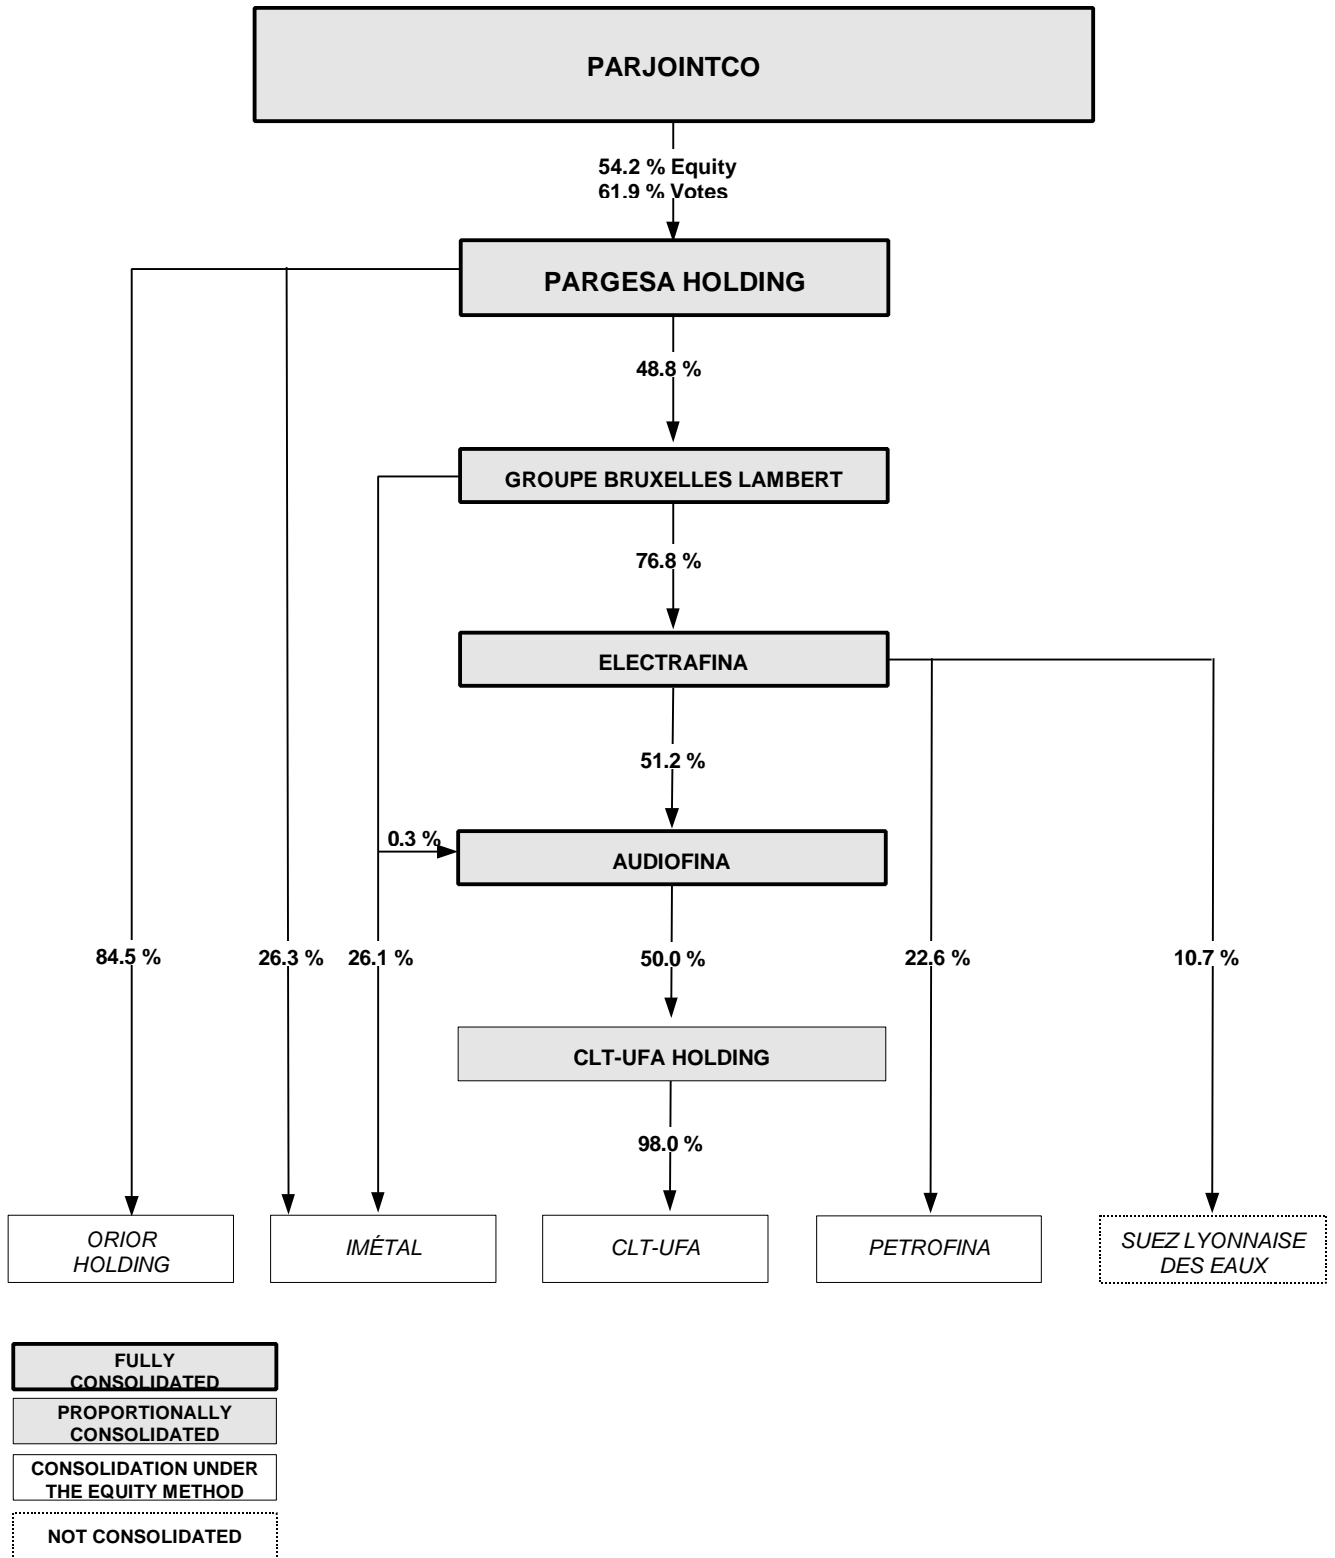 PARJOINTCO
54.2 % Equity
61.9 % Votes
PARGESA HOLDING
48.8 %
GROUPE BRUXELLES LAMBERT
76.8 %
ELECTRAFINA
51.2 %
0.3 %
AUDIOFINA
84.5 %
26.3 %
26.1 %
50.0 %
22.6 %
10.7 %
CLT-UFA HOLDING
98.0 %
ORIOR
HOLDING
IMÉTAL
CLT-UFA
PETROFINA
SUEZ LYONNAISE
DES EAUX
FULLY
CONSOLIDATED
PROPORTIONALLY
CONSOLIDATED
CONSOLIDATION UNDER
THE EQUITY METHOD
NOT CONSOLIDATED